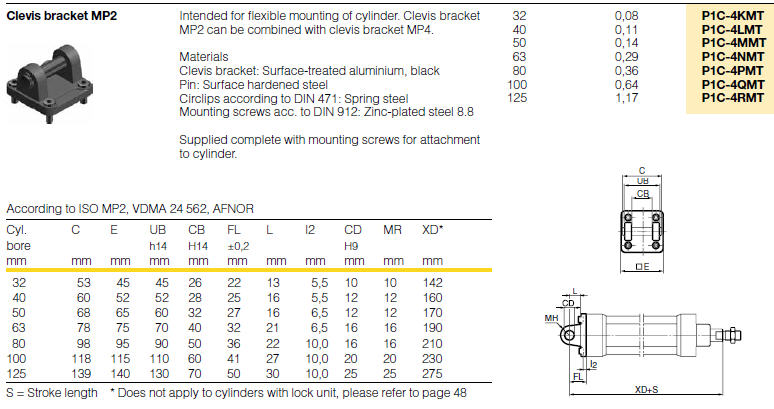 Clevis bracket MP2
Intended for flexible mounting of cylinder. Clevis bracket
MP2 can be combined with clevis bracket MP4.
Materials
Clevis bracket: Surface-treated aluminium, black
Pin: Surface hardened steel
Circlips according to DIN 471: Spring steel
Mounting screws acc. to DIN 912: Zinc-plated steel 8.8
Supplied complete with mounting screws for attachment
to cylinder.
32 0,08 P1C-4KMT
40 0,11 P1C-4LMT
50 0,14 P1C-4MMT
63 0,29 P1C-4NMT
80 0,36 P1C-4PMT
100 0,64 P1C-4QMT
125 1,17 P1C-4RMT
According to ISO MP2, VDMA 24 562, AFNOR
Cyl. C E UB CB FL L l2 CD MR XD*
bore h14 H14 ±0,2 H9
mm mm mm mm mm mm mm mm mm mm mm
32 53 45 45 26 22 13 5,5 10 10 142
40 60 52 52 28 25 16 5,5 12 12 160
50 68 65 60 32 27 16 6,5 12 12 170
63 78 75 70 40 32 21 6,5 16 16 190
80 98 95 90 50 36 22 10,0 16 16 210
100 118 115 110 60 41 27 10,0 20 20 230
125 139 140 130 70 50 30 10,0 25 25 275
S = Stroke length * Does not apply to cylinders with lock unit, please refer to page 48
C
UB
CB
□E
L
CD
MR
l2
FL
XD+S